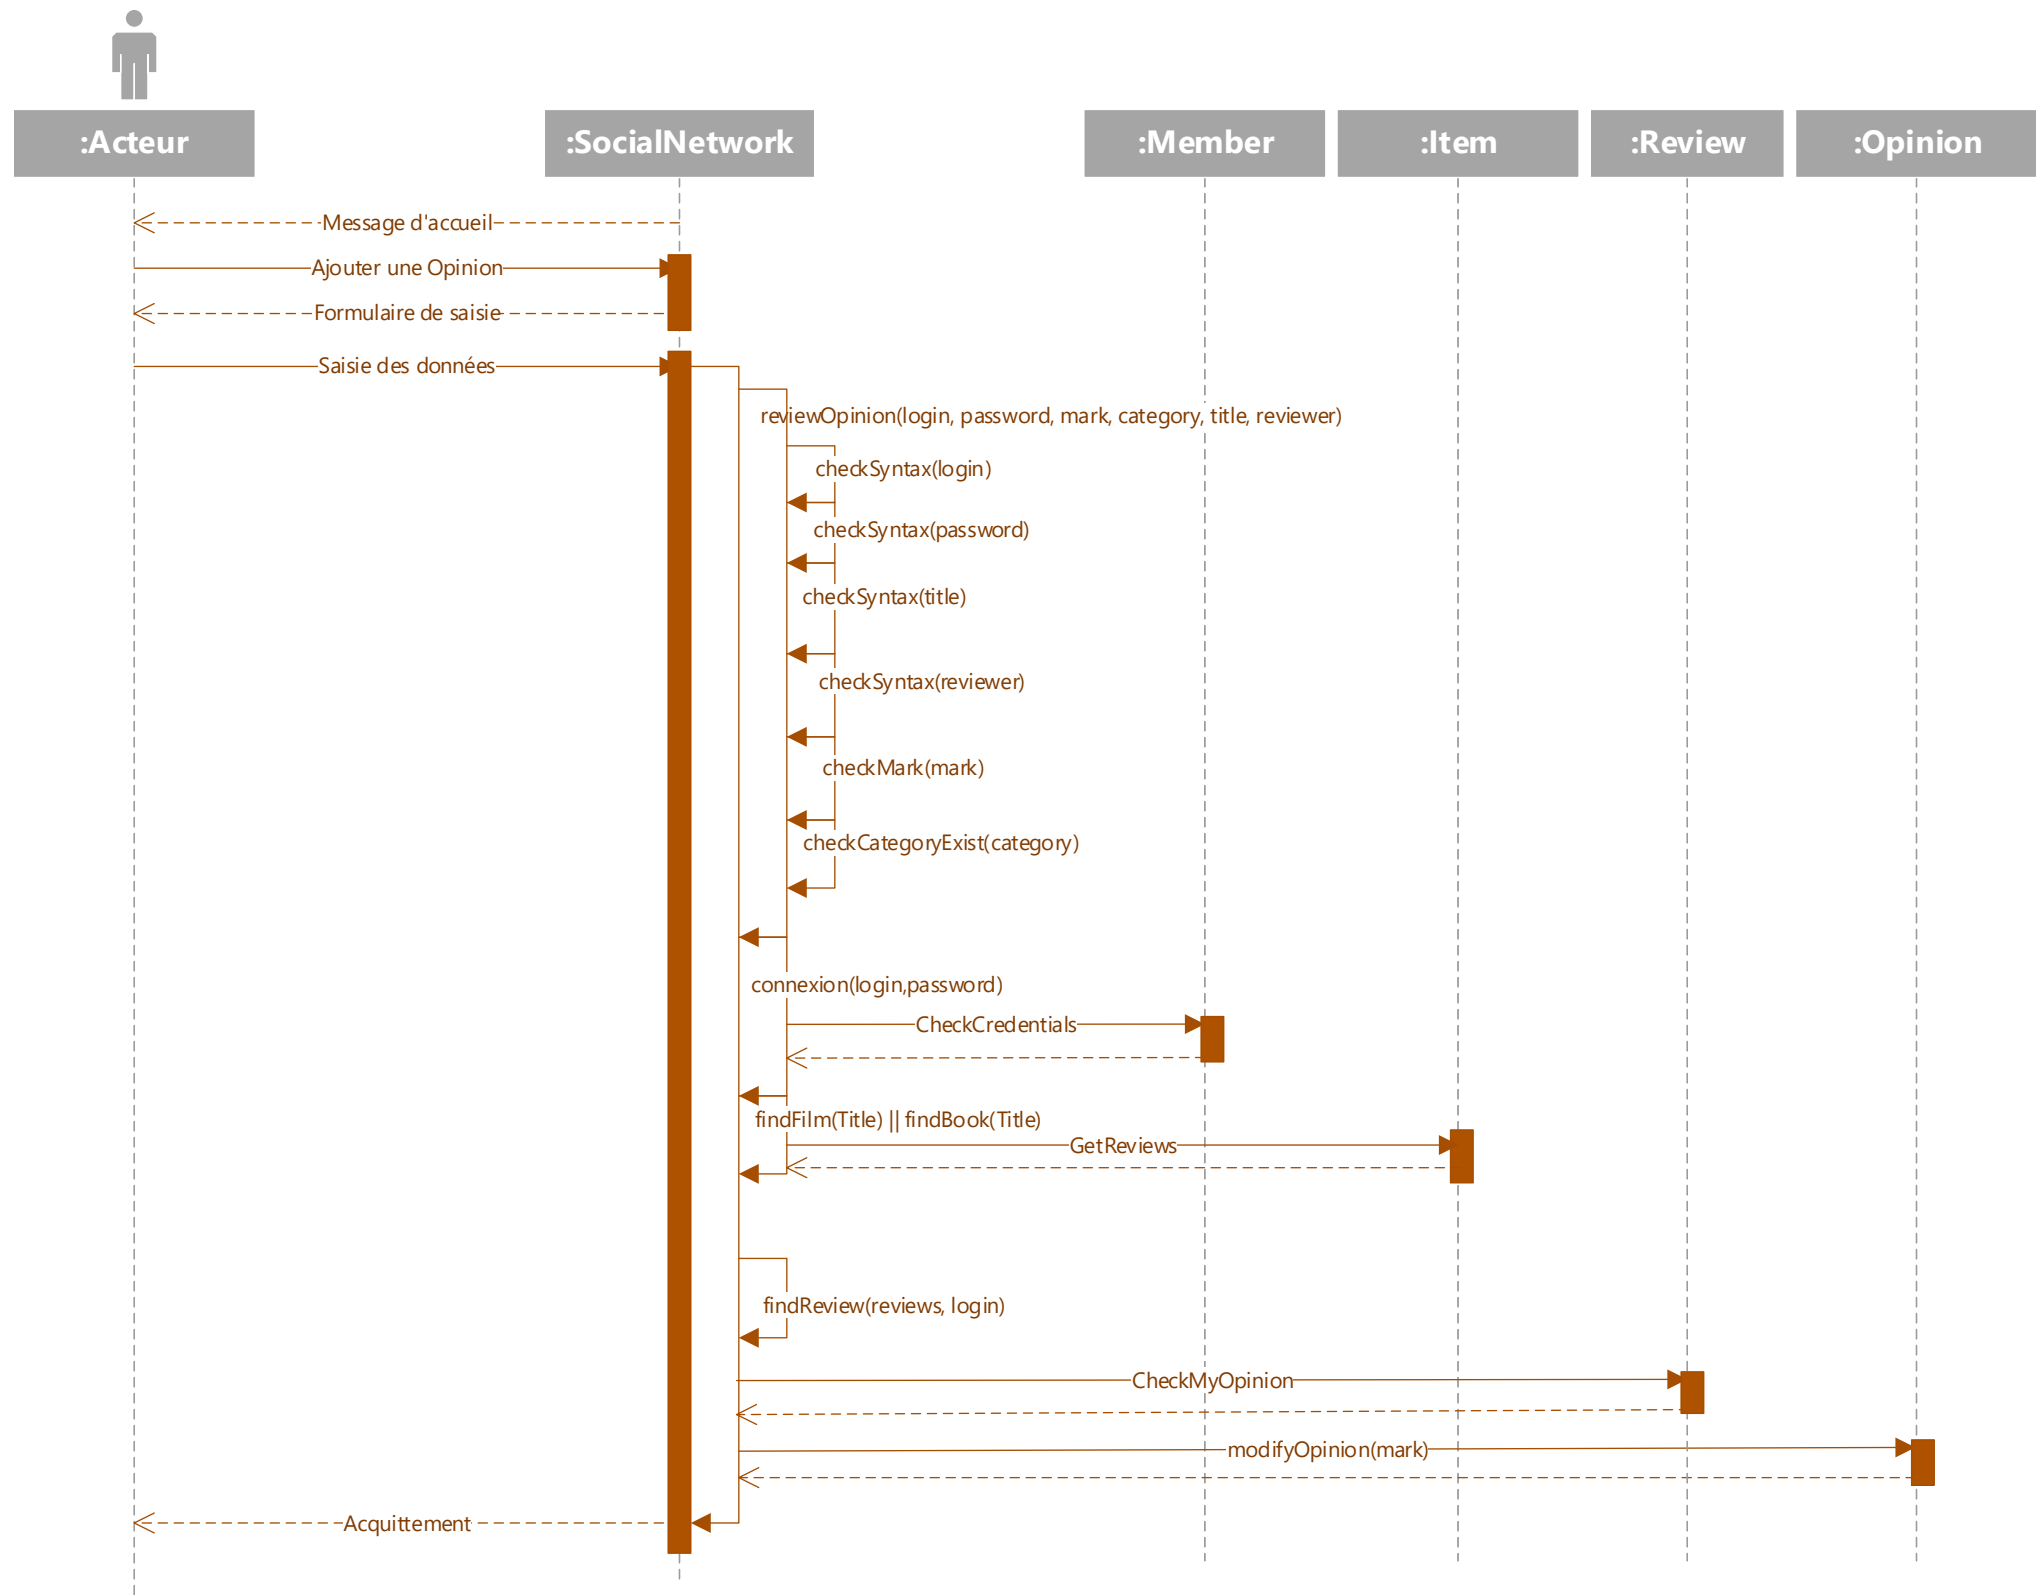 :Acteur
:SocialNetwork
:Member
:Item
:Review
:Opinion
Message d'accueil
Ajouter une Opinion
Formulaire de saisie
Saisie des données
reviewOpinion(login, password, mark, category, title, reviewer)
checkSyntax(login)
checkSyntax(password)
checkSyntax(title)
checkSyntax(reviewer)
checkMark(mark)
checkCategoryExist(category)
connexion(login,password)
CheckCredentials
findFilm(Title) || findBook(Title)
GetReviews
findReview(reviews, login)
CheckMyOpinion
modifyOpinion(mark)
Acquittement